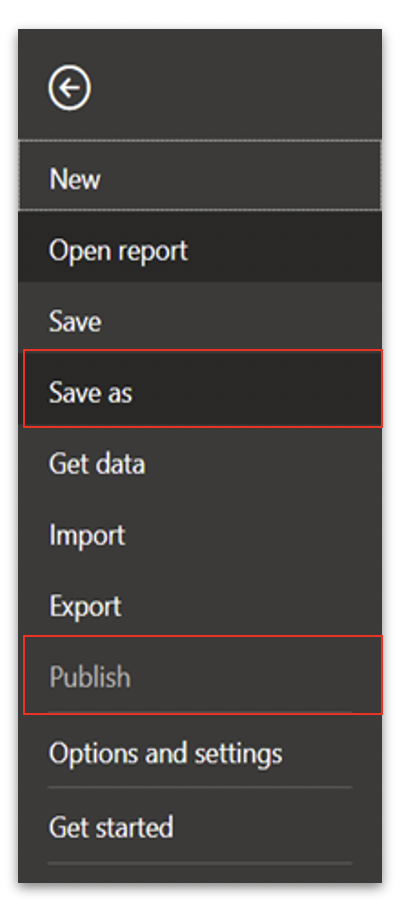 New
Open report
Save
Save as
Get data
Import
Export
Publish
Options and settings
Get started